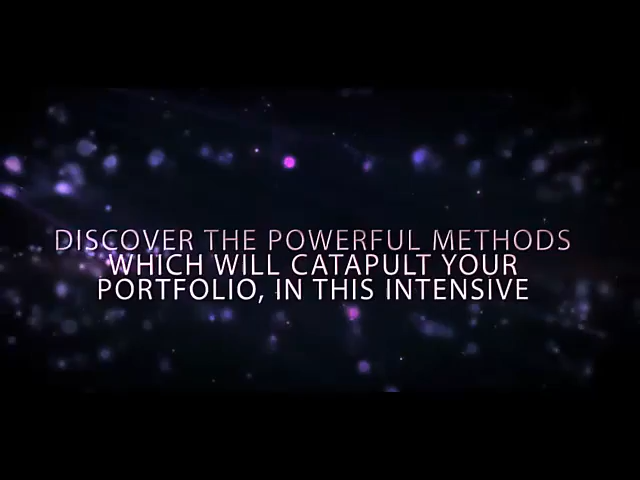 DISCOVER THE POWERFUL METHODS
WHICH WILL CATAPULT YOUR
PORTFOLIO, IN THIS INTENSIVE